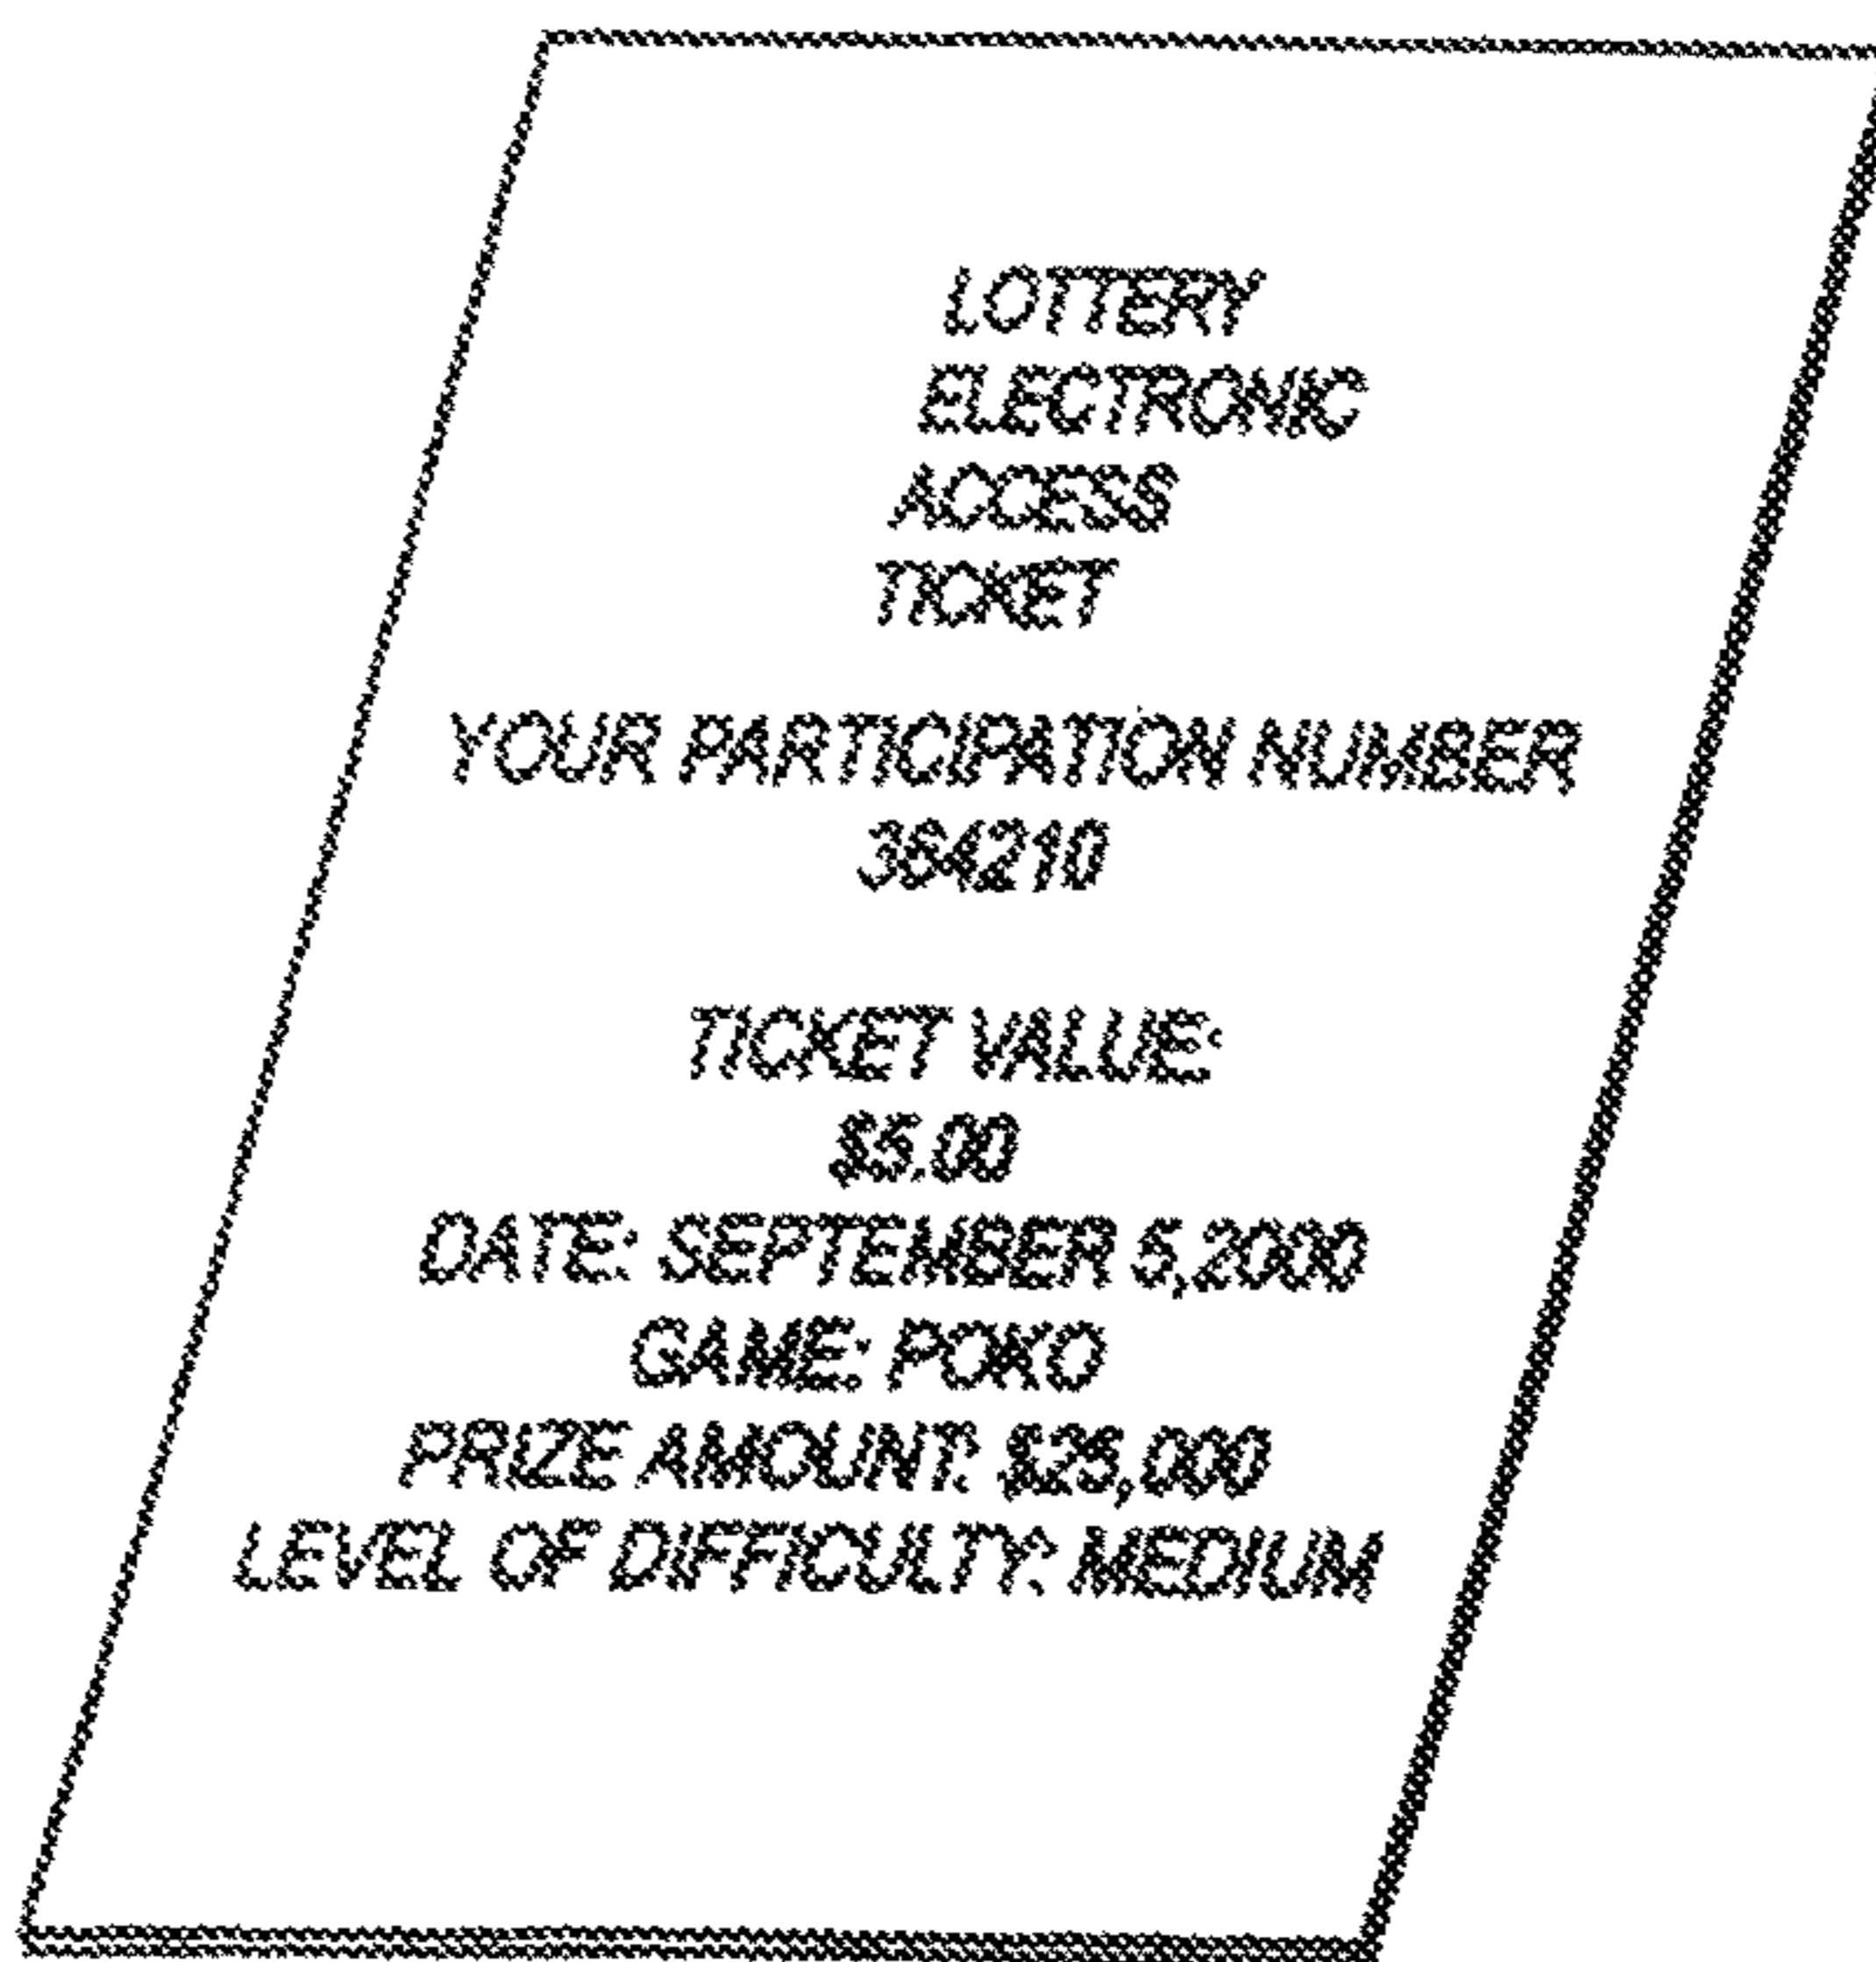 LOTTERY
ELECTRONIC
ACCESS
TICKET
YOUR PARTICIPATION NUMBER
364210
TICKET VALUE:
$5.00
DATE: SEPTEMBER 5,2000
GAME: POKO
PRIZE AMOUNT: $25,000
LEVEL OF DIFFICULTY: MEDIUM